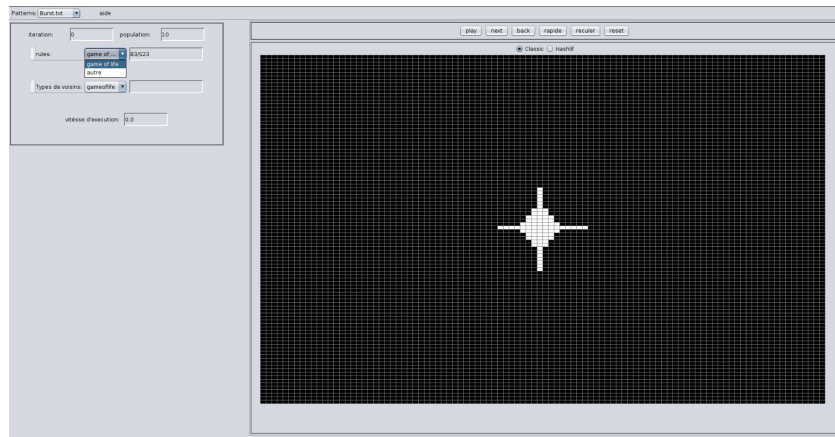 Patterns: Burst.txt aide
play next back rapide reculer reset
iteration: 0 population: 10
Classic Hashlif
rules: game of ... B3/S23
game of life
autre
Types de voisins: gameoflife
vitèsse d'execution: 0.0